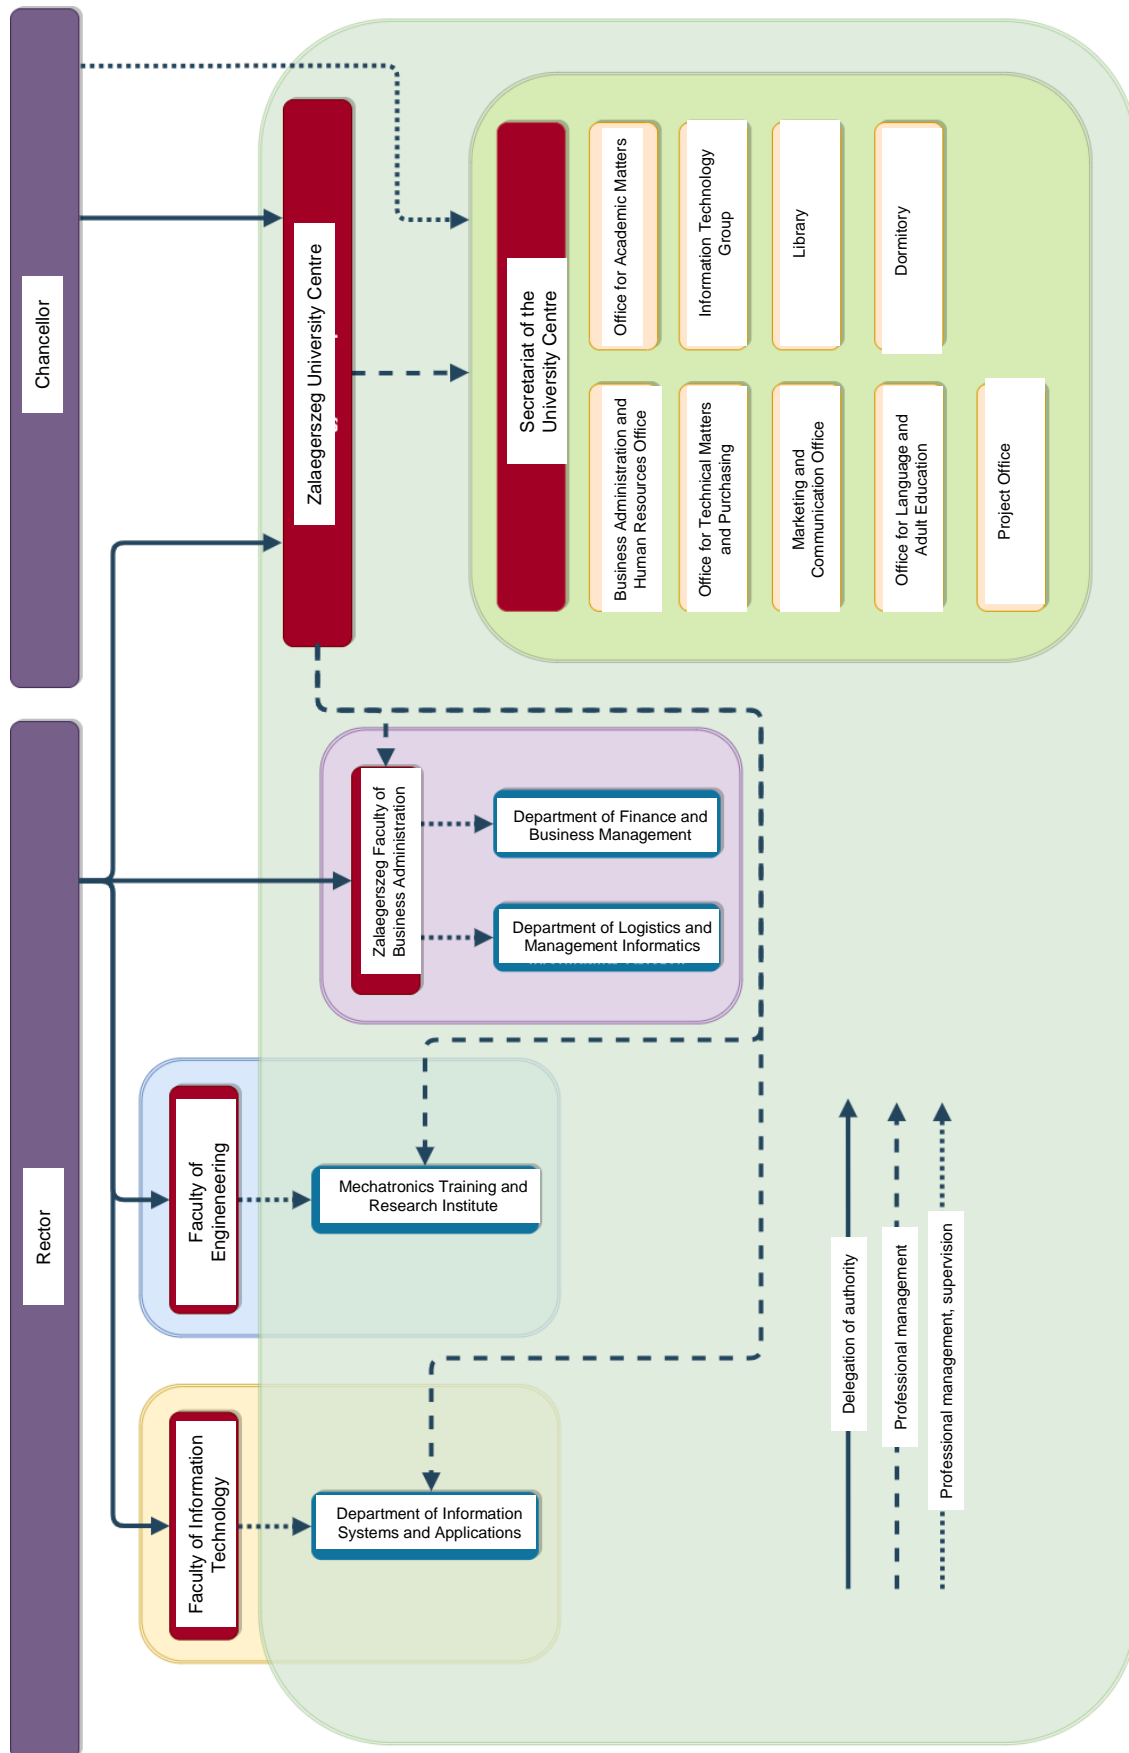 Chancellor
Rector
Zalaegerszeg University Centre
Secretariat of the
University Centre
Office for Academic Matters
Information Technology
Group
Library
Dormitory
Business Administration and
Human Resources Office
Office for Technical Matters
and Purchasing
Marketing and
Communication Office
Office for Language and
Adult Education
Project Office
Zalaegerszeg Faculty of
Business Administration
Department of Finance and
Business Management
Department of Logistics and
Management Informatics
Faculty of
Engineneering
Mechatronics Training and
Research Institute
Faculty of Information
Technology
Department of Information
Systems and Applications
Delegation of authority
Professional management
Professional management, supervision